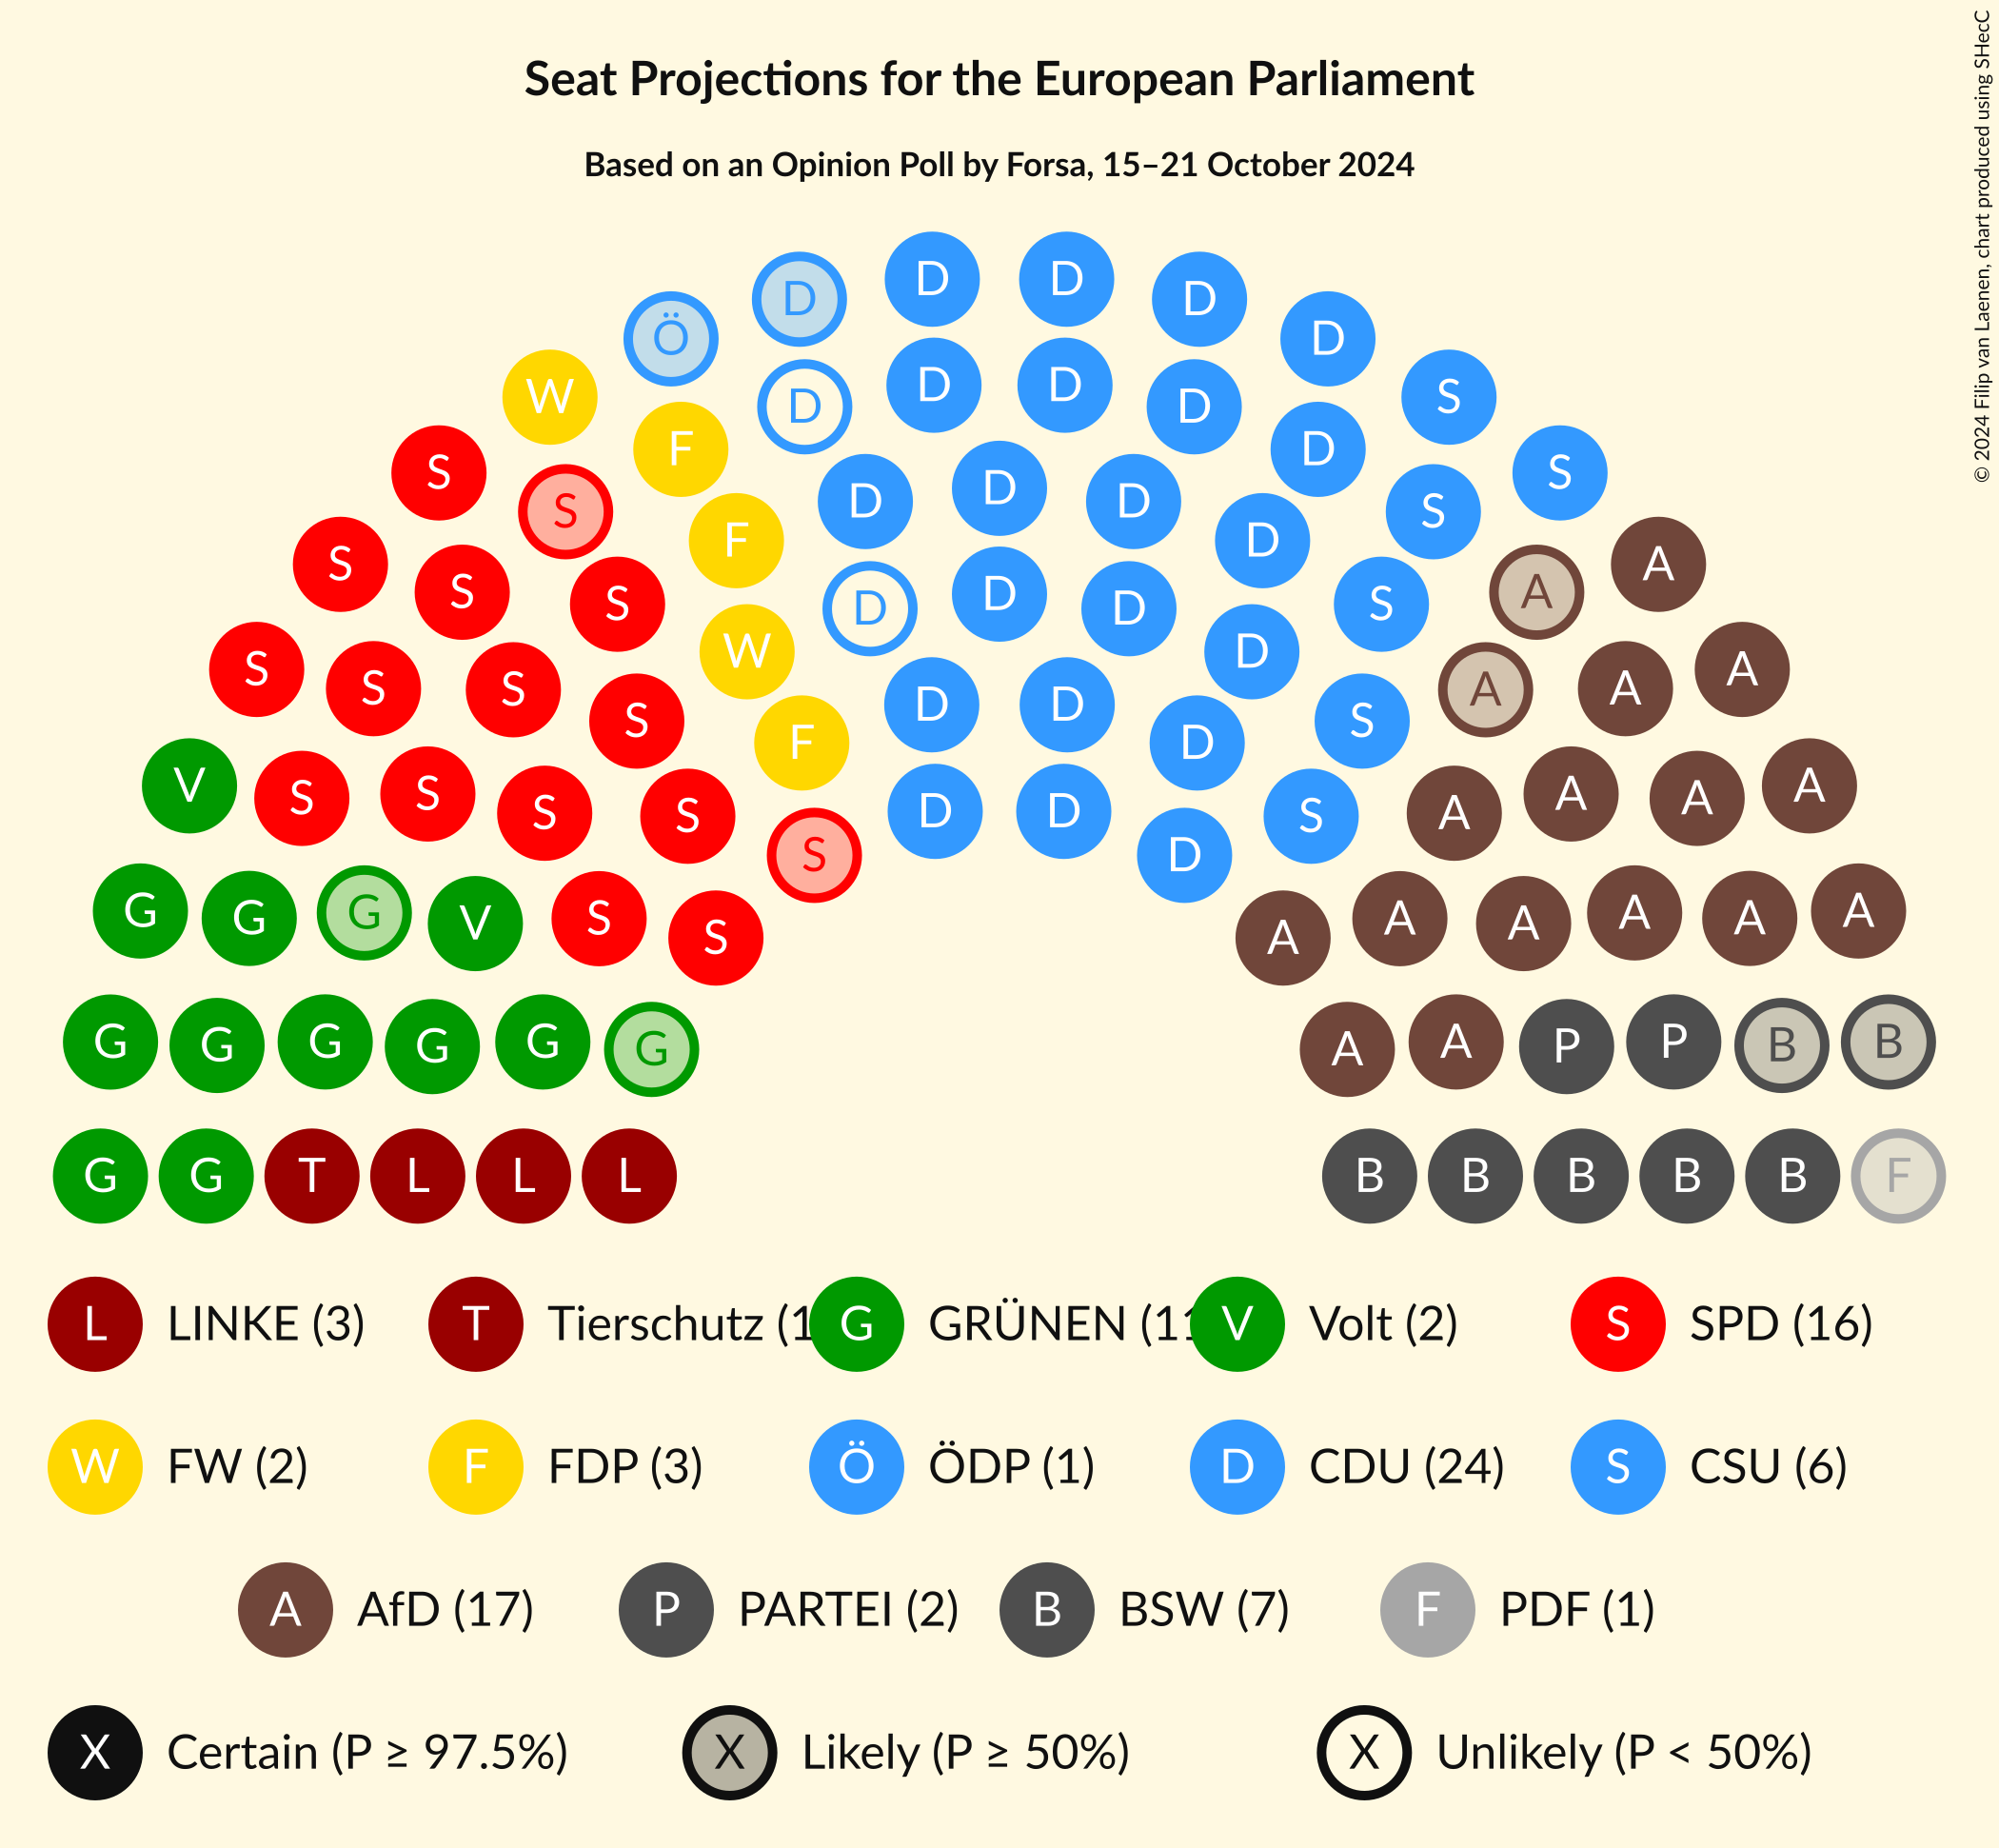 Seat Projections for the European Parliament
Based on an Opinion Poll by Forsa, 15–21 October 2024
© 2024 Filip van Laenen, chart produced using SHecC
D D
D D
Ö D
W D D S
D D
F D S
S D D S
S F D S
D
F D
S A A
S D D
S S
W D
S A
S S S A A
D D
S S
F D
V A
S S A A
S D D A
S S
S D
G G G V S A A A A A
S A
G G G G G G A A P P B B
G G T L L L B B B B B F
L LINKE (3) T Tierschutz (1 G GRÜNEN (11 V Volt (2) S SPD (16)
W FW (2) F FDP (3) Ö ÖDP (1) D CDU (24) S CSU (6)
A AfD (17) P PARTEI (2) B BSW (7) F PDF (1)
X Certain (P ≥ 97.5%) X Likely (P ≥ 50%) X Unlikely (P < 50%)